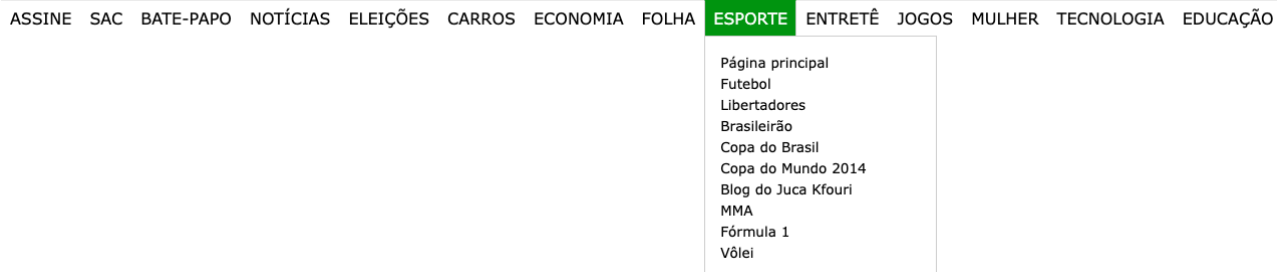 ASSINE SAC BATE-PAPO NOTÍCIAS ELEIÇÕES CARROS ECONOMIA FOLHA ESPORTE ENTRETÊ JOGOS MULHER TECNOLOGIA EDUCAÇÃO
Página principal
Futebol
Libertadores
Brasileirão
Copa do Brasil
Copa do Mundo 2014
Blog do Juca Kfouri
MMA
Fórmula 1
Vôlei